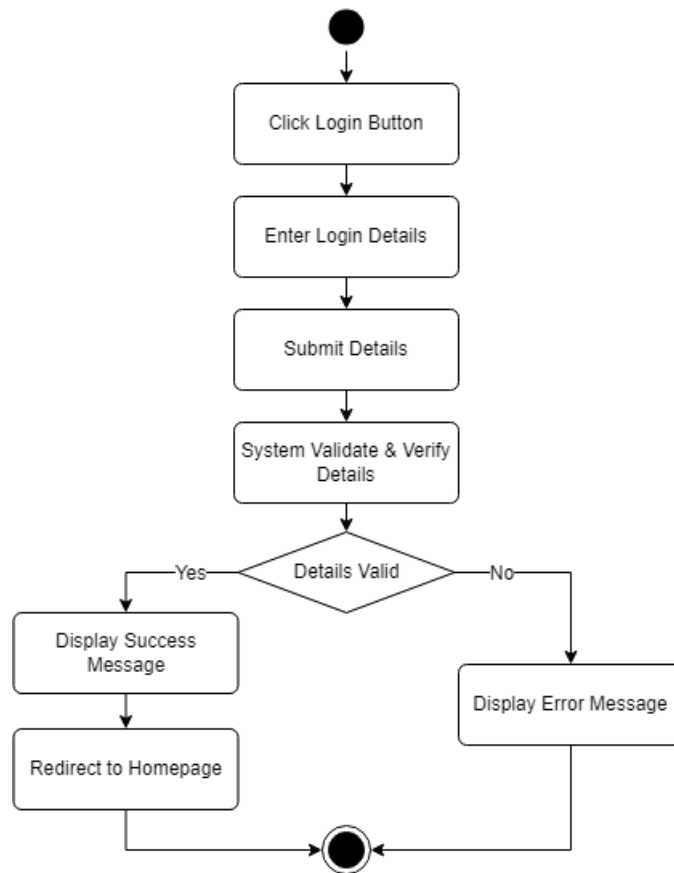 Click Login Button
Enter Login Details
Submit Details
System Validate & Verify
Details
Details Valid
Yes
No
Display Success
Message
Display Error Message
Redirect to Homepage